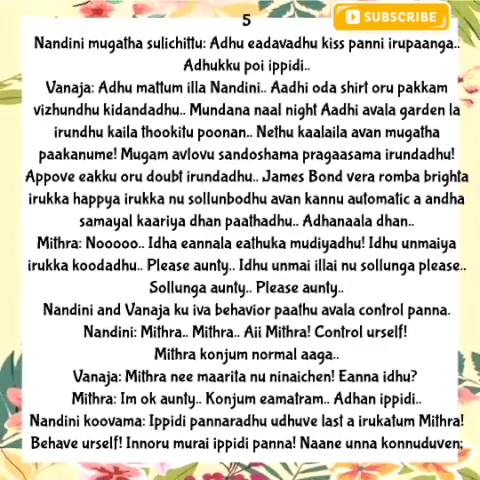 5
SUBSCRIBE
Nandini mugatha sulichittu: Adhu eadavadhu kiss panni irupaanga..
Adhukku poi ippidi..
Vanaja: Adhu mattum illa Nandini.. Aadhi oda shirt oru pakkam
vizhundhu kidandadhu.. Mundana naal night Aadhi avala garden la
irundhu kaila thookitu poonan.. Nethu kaalaila avan mugatha
paakanume! Mugam avlovu sandoshama pragaasama irundadhu!
Appove eakku oru doubt irundadhu.. James Bond vera romba brighta
irukka happya irukka nu sollunbodhu avan kannu automatic a andha
samayal kaariya dhan paathadhu.. Adhanaala dhan..
Mithra: Nooooo.. Idha eannala eathuka mudiyadhu! Idhu unmaiya
irukka koodadhu.. Please aunty.. Idhu unmai illai nu sollunga please..
Sollunga aunty.. Please aunty..
Nandini and Vanaja ku iva behavior paathu avala control panna.
Nandini: Mithra.. Mithra.. Aii Mithra! Control urself!
Mithra konjum normal aaga..
Vanaja: Mithra nee maarita nu ninaichen! Eanna idhu?
Mithra: Im ok aunty.. Konjum eamatram.. Adhan ippidi..
Nandini koovama: Ippidi pannaradhu udhuve last a irukatum Mithra!
Behave urself! Innoru murai ippidi panna! Naane unna konnuduven;